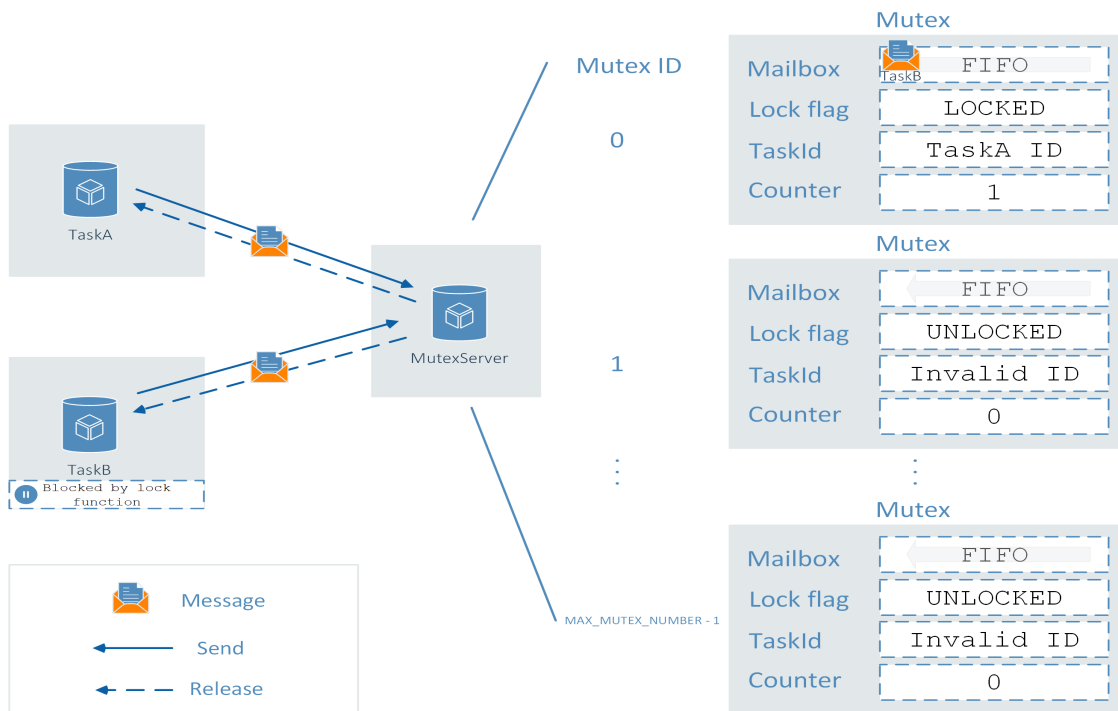 Mutex
Mutex ID
Mailbox
TaskB
FIFO
Lock flag
LOCKED
0
TaskId
TaskA ID
Counter
1
TaskA
Mutex
Mailbox
FIFO
Lock flag
UNLOCKED
MutexServer
1
TaskId
Invalid ID
Counter
0
TaskB
Blocked by lock
function
Mutex
Mailbox
FIFO
Lock flag
UNLOCKED
MAX_MUTEX_NUMBER - 1
TaskId
Invalid ID
Counter
0
Message
Send
Release